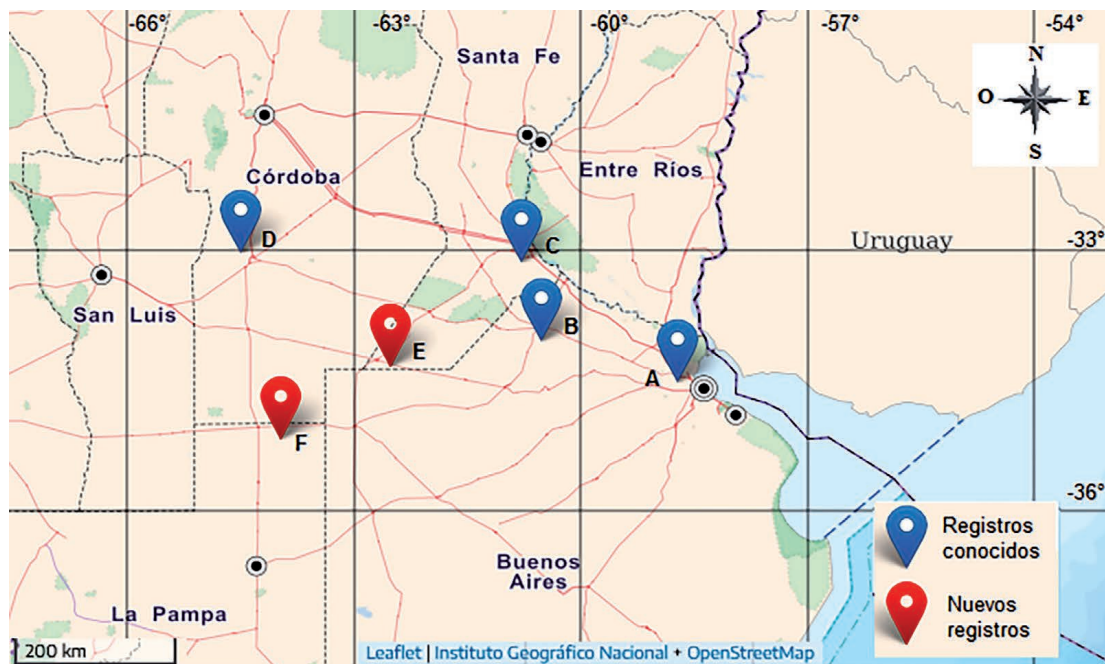 -66°
-63°
-60°
-57°
-54°
Santa Fe
N
O
E
S
Córdoba
Entre Ríos
D
C
Uruguay
-33°
San Luis
B
E
A
F
-36°
Registros
conocidos
Buenos
Aires
Nuevos
registros
La Pampa
200 km
Leaflet | Instituto Geográfico Nacional + OpenStreetMap